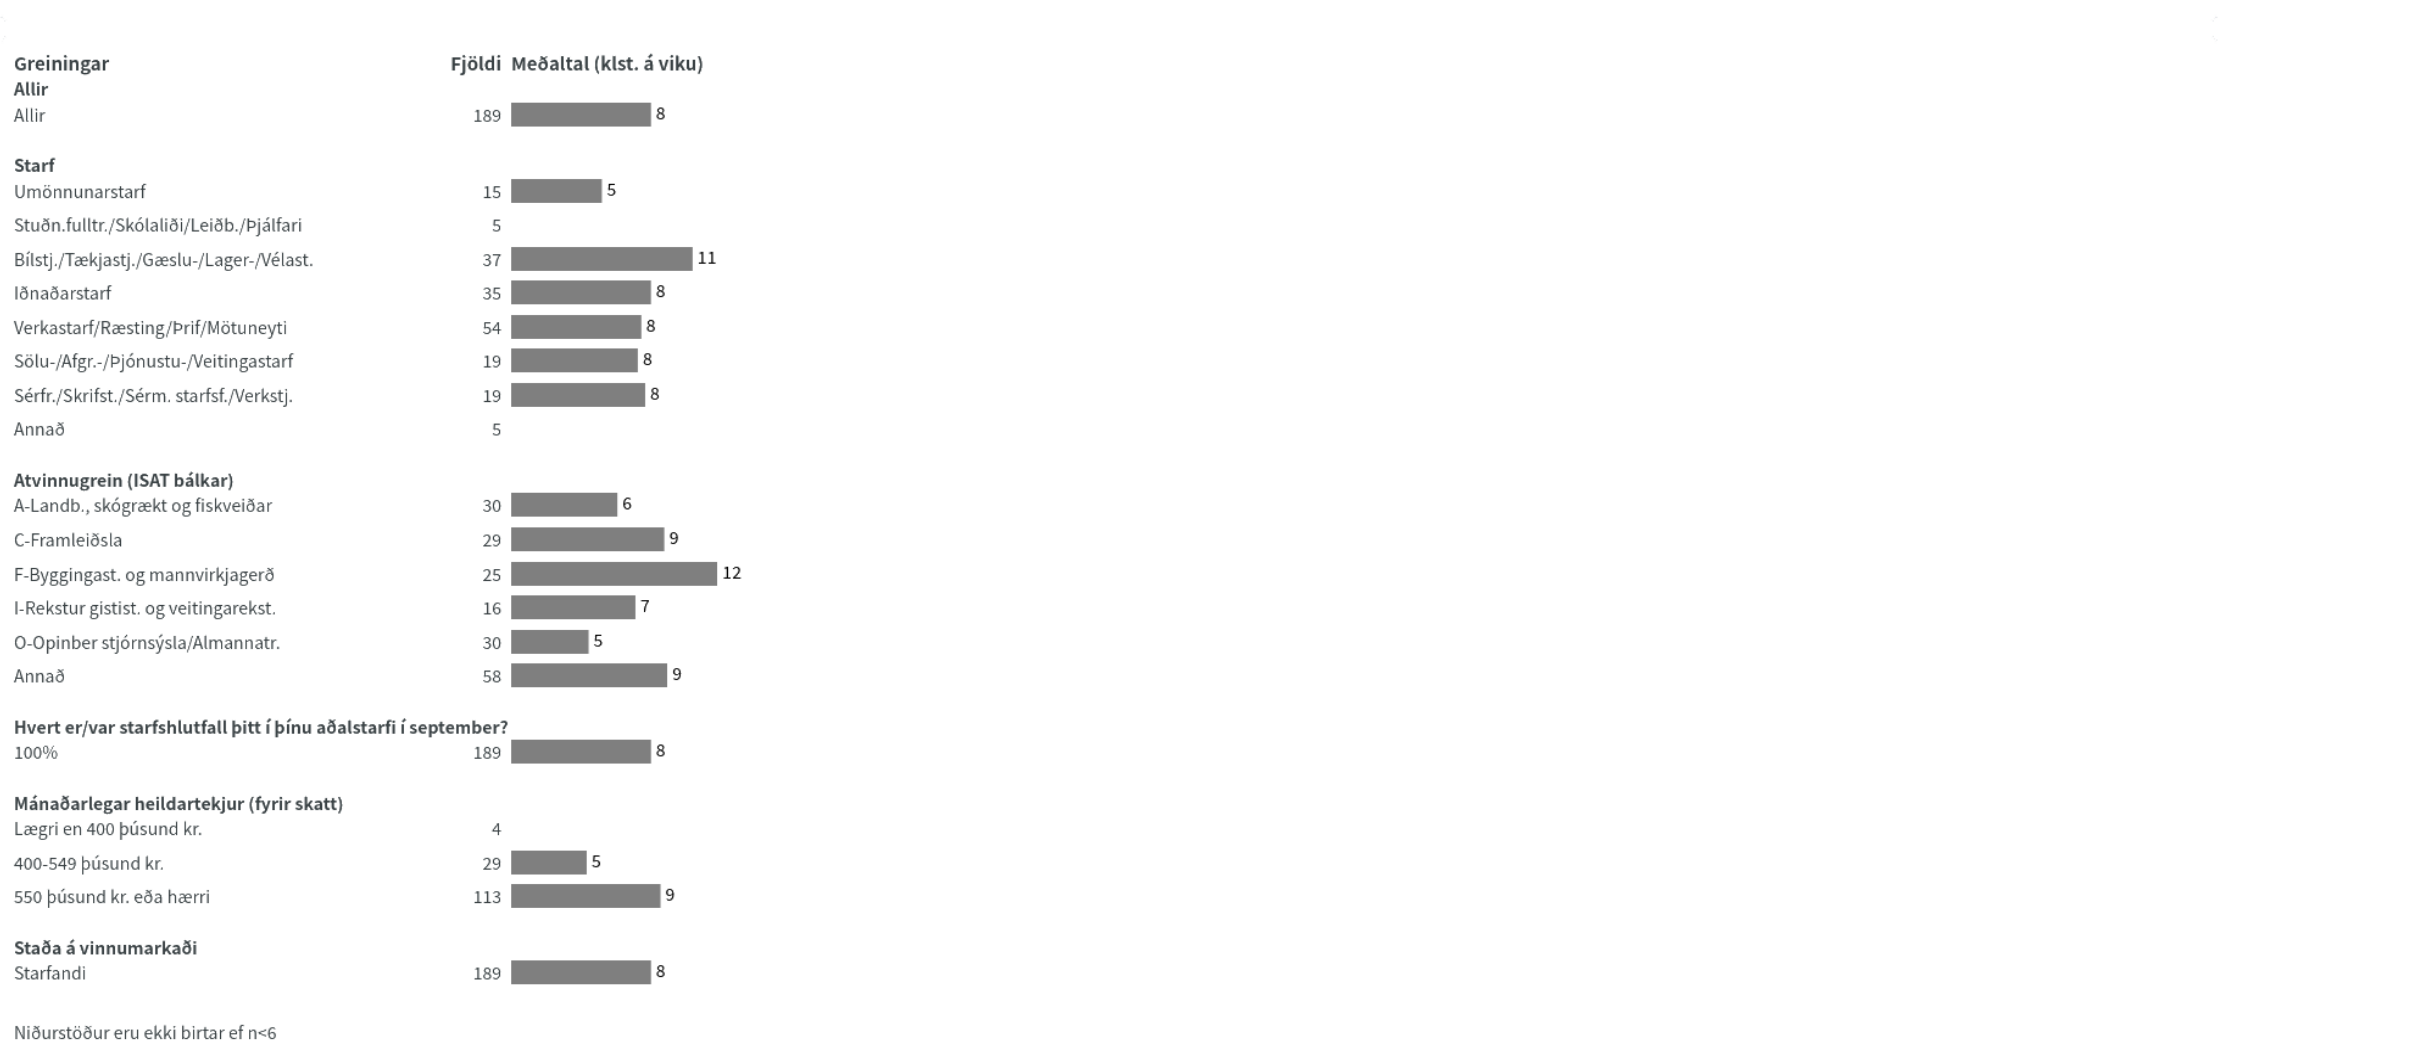 Greiningar Fjöldi Meðaltal (klst. á viku)
Allir
Allir 189 8
Starf
Umönnunarstarf 15 5
Stuðn.fulltr./Skólaliði/Leiðb./Þjálfari 5
Bílstj./Tækjastj./Gæslu-/Lager-/Vélast. 37 11
Iðnaðarstarf 35 8
Verkastarf/Ræsting/Þrif/Mötuneyti 54 8
Sölu-/Afgr.-/Þjónustu-/Veitingastarf 19 8
Sérfr./Skrifst./Sérm. starfsf./Verkstj. 19 8
Annað 5
Atvinnugrein (ISAT bálkar)
A-Landb., skógrækt og fiskveiðar 30 6
C-Framleiðsla 29 9
F-Byggingast. og mannvirkjagerð 25 12
I-Rekstur gistist. og veitingarekst. 16 7
O-Opinber stjórnsýsla/Almannatr. 30 5
Annað 58 9
Hvert er/var starfshlutfall þitt í þínu aðalstarfi í september?
100% 189 8
Mánaðarlegar heildartekjur (fyrir skatt)
Lægri en 400 þúsund kr. 4
400-549 þúsund kr. 29 5
550 þúsund kr. eða hærri 113 9
Staða á vinnumarkaði
Starfandi 189 8
Niðurstöður eru ekki birtar ef n<6